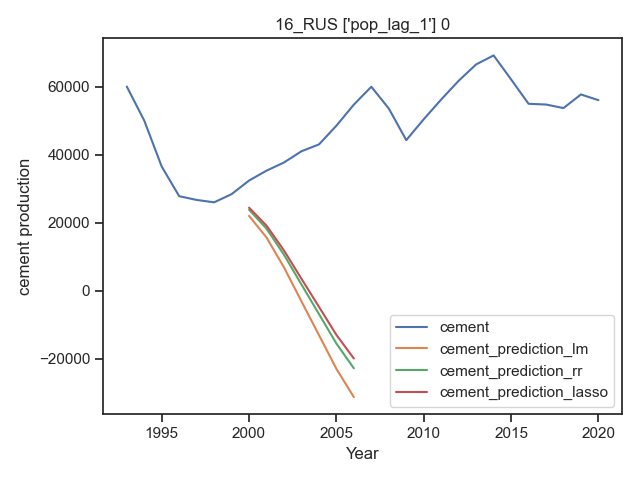 16_RUS ['pop_lag_1'] 0
cement production
60000
40000
20000
0
−20000
1995
2000
2005
2010
2015
2020
Year
cement
cement_prediction_lm
cement_prediction_rr
cement_prediction_lasso